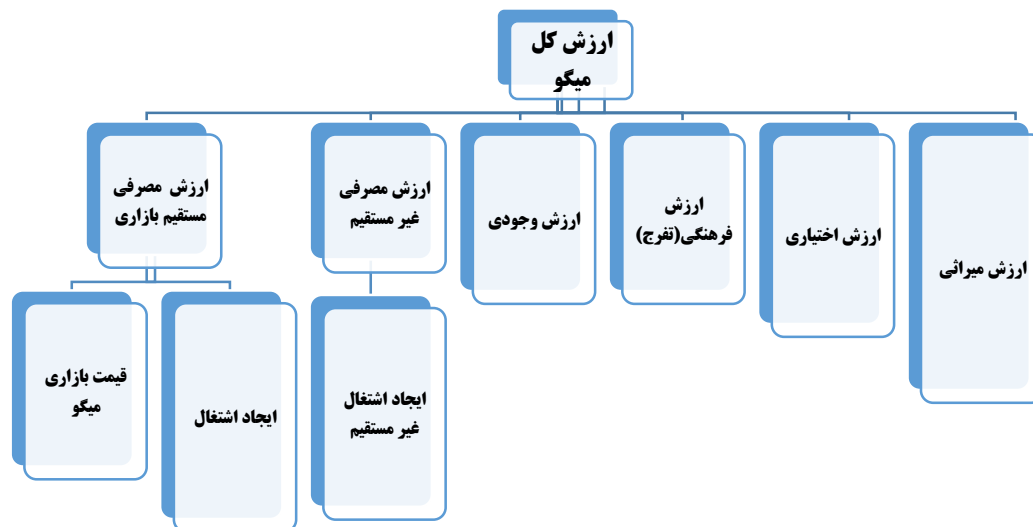 ارزش کل
میگو
ارزش میراثی
ارزش اختیاری
ارزش
فرهنگی(تفرج)
ارزش وجودی
ارزش مصرفی
غیر مستقیم
ارزش مصرفی
مستقیم بازاری
ایجاد اشتغال
غیر مستقیم
ایجاد اشتغال
قیمت بازاری
میگو